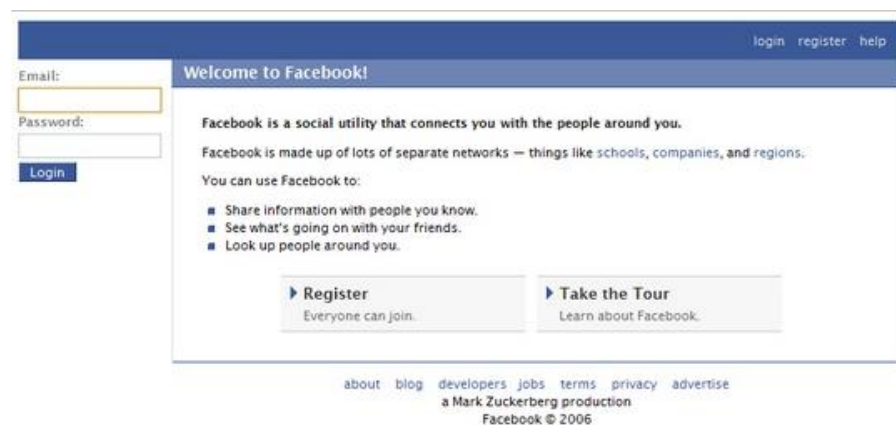 login register help
Email:
Password:
Login
Welcome to Facebook!
Facebook is a social utility that connects you with the people around you.
Facebook is made up of lots of separate networks — things like schools, companies, and regions.
You can use Facebook to:
Share information with people you know.
See what's going on with your friends.
Look up people around you.
Register
Everyone can join.
Take the Tour
Learn about Facebook.
about blog developers jobs terms privacy advertise
a Mark Zuckerberg production
Facebook © 2006